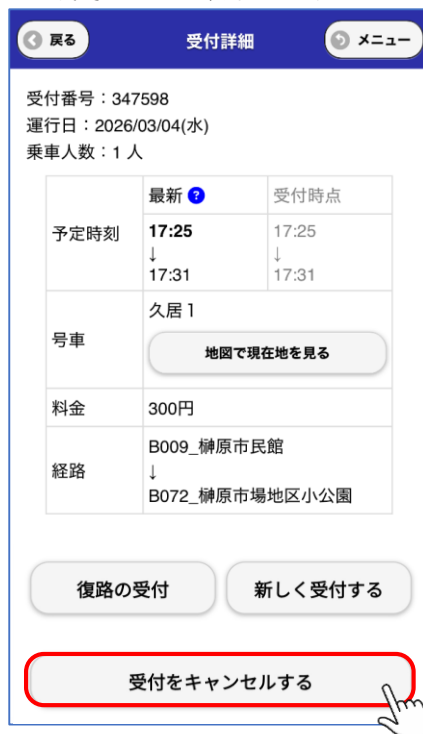 戻る
受付詳細
メニュー
受付番号：347598
運行日：2026/03/04(水)
乗車人数：1 人
最新 ?
受付時点
予定時刻
17:25
↓
17:31
17:25
↓
17:31
号車
久居１
地図で現在地を見る
料金
300円
経路
B009_榊原市民館
↓
B072_榊原市場地区小公園
復路の受付
新しく受付する
受付をキャンセルする